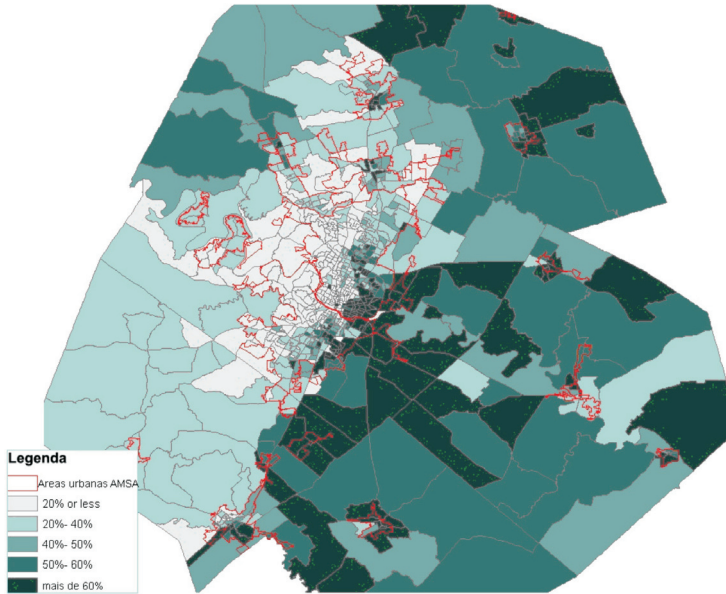 Legenda
Areas urbanas AMSA
20% or less
20%- 40%
40%- 50%
50%- 60%
mais de 60%